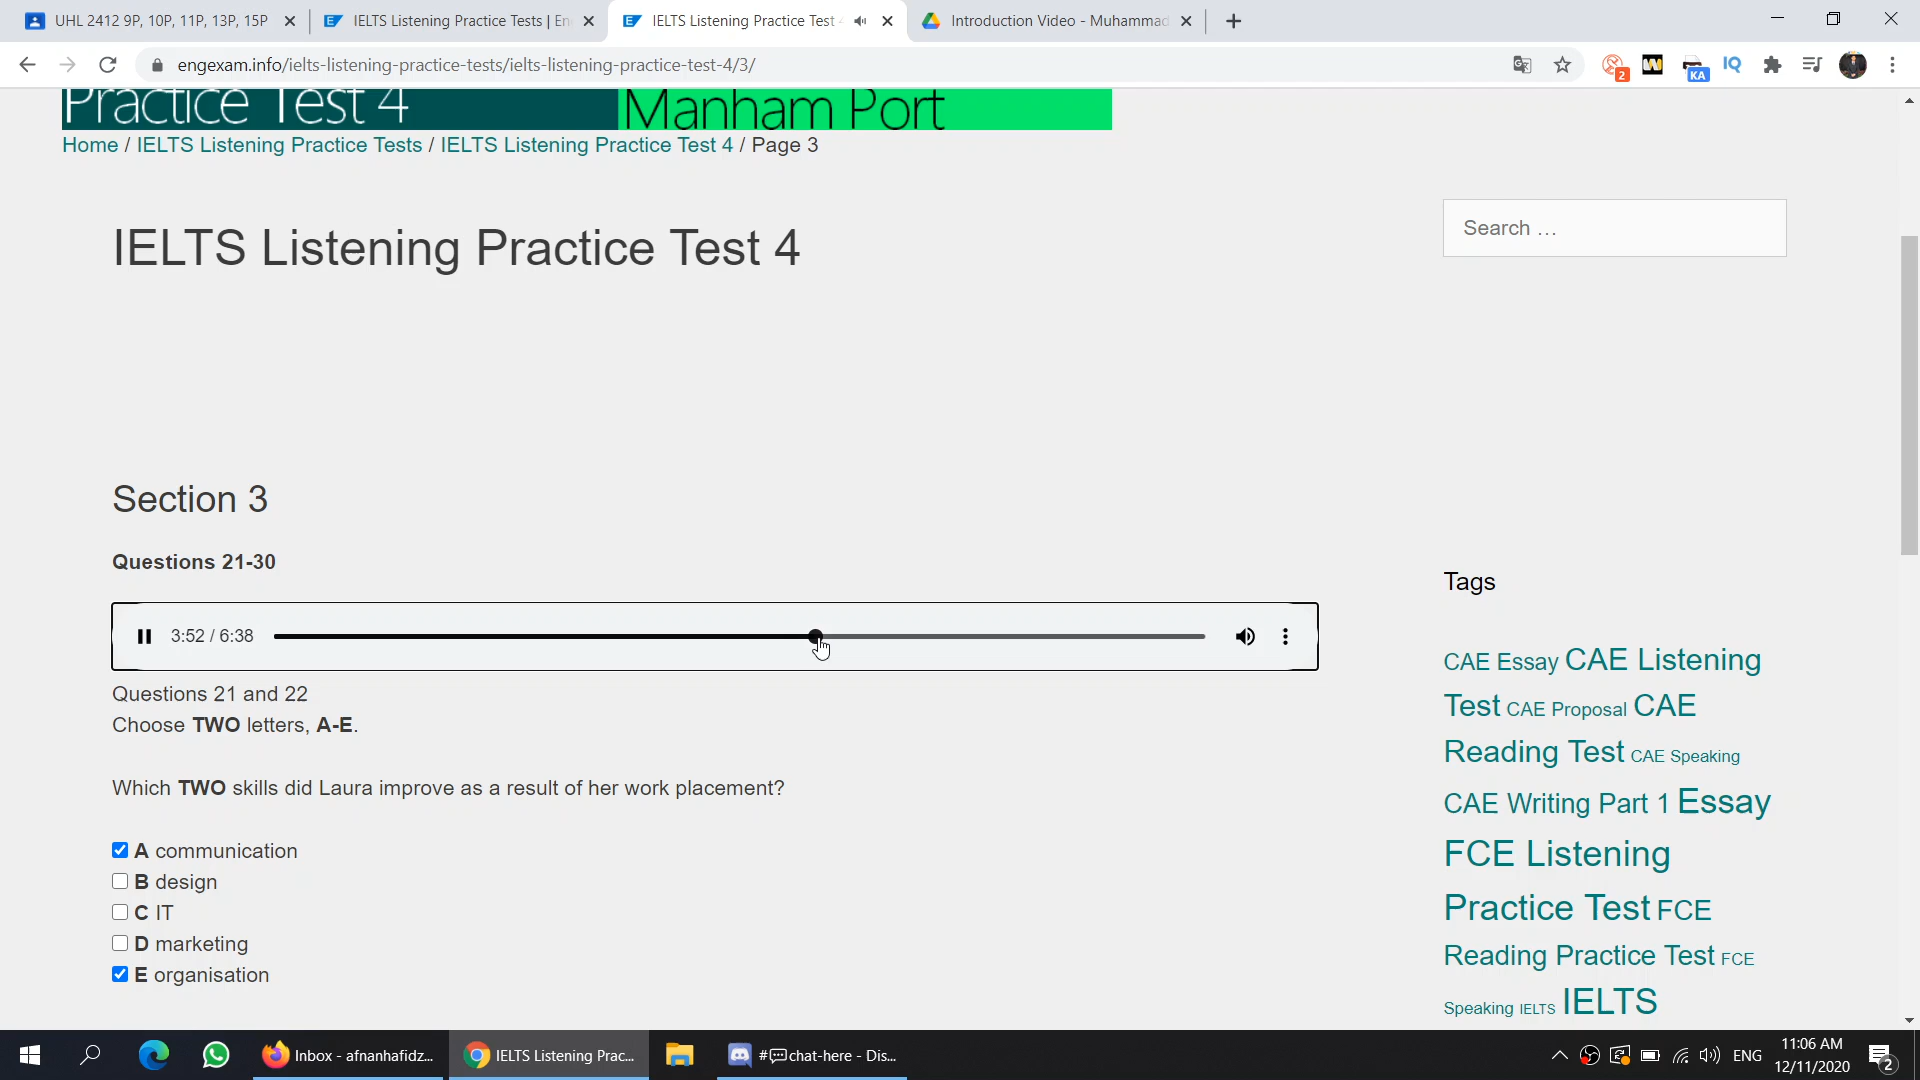 UHL 2412 9P, 10P, 11P, 13P, 15P
IELTS Listening Practice Tests | En
IELTS Listening Practice Test 4
Introduction Video - Muhammad
engexam.info/ielts-listening-practice-tests/ielts-listening-practice-test-4/3/
2
KA
IQ
Practice Test 4
Manham Port
Home / IELTS Listening Practice Tests / IELTS Listening Practice Test 4 / Page 3
IELTS Listening Practice Test 4
Search …
Section 3
Questions 21-30
3:52 / 6:38
Questions 21 and 22
Choose TWO letters, A-E.
Which TWO skills did Laura improve as a result of her work placement?
A communication
B design
C IT
D marketing
E organisation
Tags
CAE Essay CAE Listening
Test CAE Proposal CAE
Reading Test CAE Speaking
CAE Writing Part 1 Essay
FCE Listening
Practice Test FCE
Reading Practice Test FCE
Speaking IELTS IELTS
Inbox - afnanhafidz...
IELTS Listening Prac...
#💬chat-here - Dis...
ENG
11:06 AM
12/11/2020
2